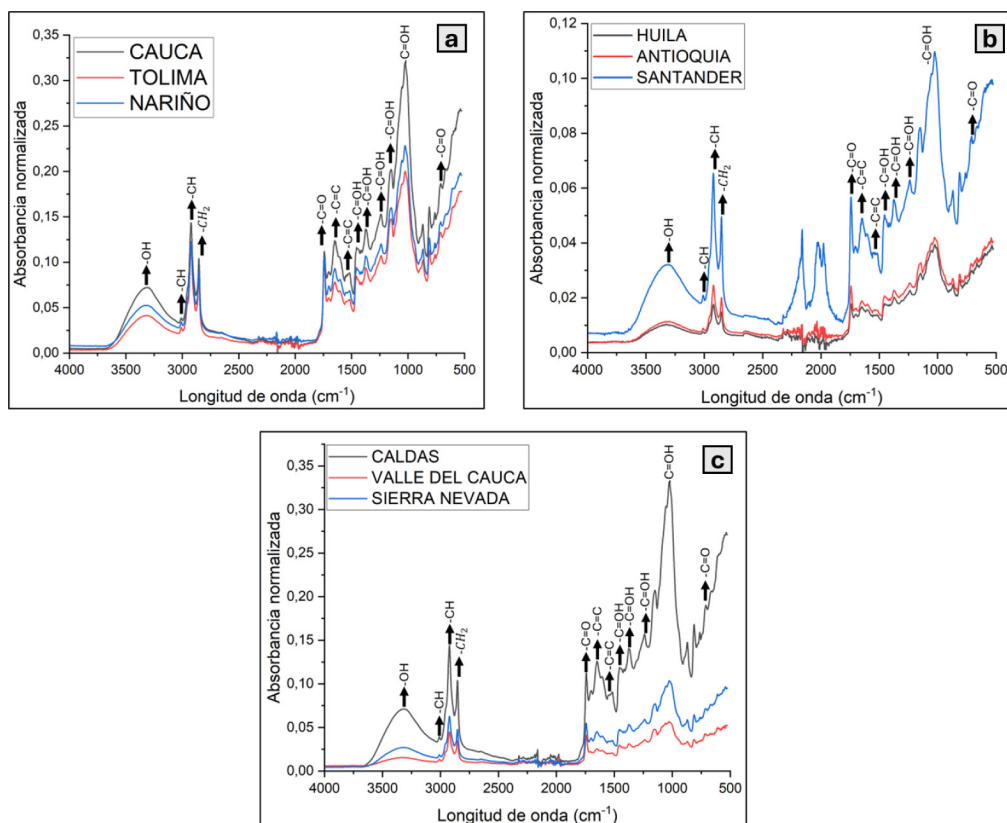 a
CAUCA
TOLIMA
NARIÑO
Absorbancia normalizada
0,35
0,30
0,25
0,20
0,15
0,10
0,05
0,00
-OH
-CH
-CH
-CH₂
-C=O
-C=C
-C=C
-C=OH
-C=OH
-C=OH
-C=OH
-C=OH
-C=O
4000 3500 3000 2500 2000 1500 1000 500
Longitud de onda (cm⁻¹)
b
HUILA
ANTIOQUIA
SANTANDER
Absorbancia normalizada
0,12
0,10
0,08
0,06
0,04
0,02
0,00
-OH
-CH
-CH
-CH₂
-C=O
-C=C
-C=C
-C=OH
-C=OH
-C=OH
-C=OH
-C=O
4000 3500 3000 2500 2000 1500 1000 500
Longitud de onda (cm⁻¹)
c
CALDAS
VALLE DEL CAUCA
SIERRA NEVADA
Absorbancia normalizada
0,35
0,30
0,25
0,20
0,15
0,10
0,05
0,00
-OH
-CH
-CH
-CH₂
-C=O
-C=C
-C=C
-C=OH
-C=OH
-C=OH
-C=OH
-C=O
4000 3500 3000 2500 2000 1500 1000 500
Longitud de onda (cm⁻¹)